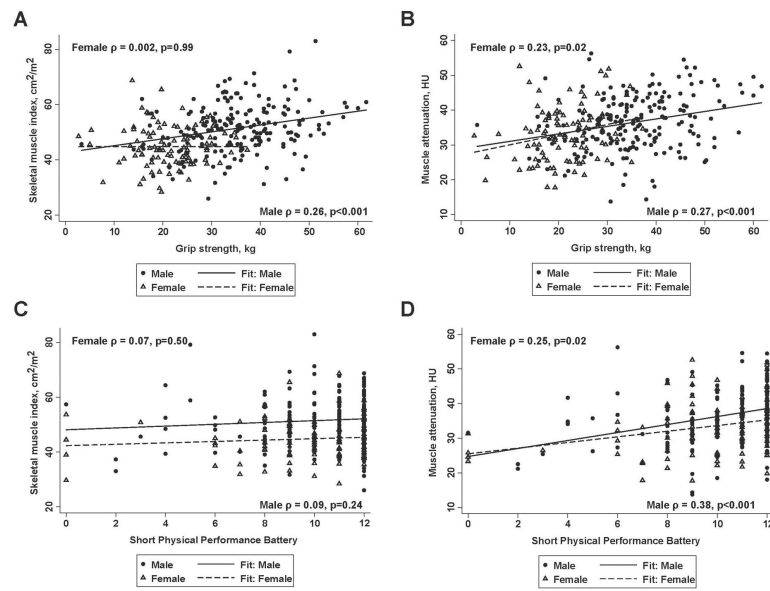 A
Female ρ = 0.002, p=0.99
Skeletal muscle index, cm2/m2
80
60
40
20
0 10 20 30 40 50 60
Male ρ = 0.26, p<0.001
Grip strength, kg
Male Fit: Male
Female Fit: Female
B
Female ρ = 0.23, p=0.02
Muscle attenuation, HU
60
50
40
30
20
10
0 10 20 30 40 50 60
Male ρ = 0.27, p<0.001
Grip strength, kg
Male Fit: Male
Female Fit: Female
C
Female ρ = 0.07, p=0.50
Skeletal muscle index, cm2/m2
80
60
40
20
Male ρ = 0.09, p=0.24
0 2 4 6 8 10 12
Short Physical Performance Battery
Male Fit: Male
Female Fit: Female
D
Female ρ = 0.25, p=0.02
Muscle attenuation, HU
60
50
40
30
20
10
Male ρ = 0.38, p<0.001
0 2 4 6 8 10 12
Short Physical Performance Battery
Male Fit: Male
Female Fit: Female